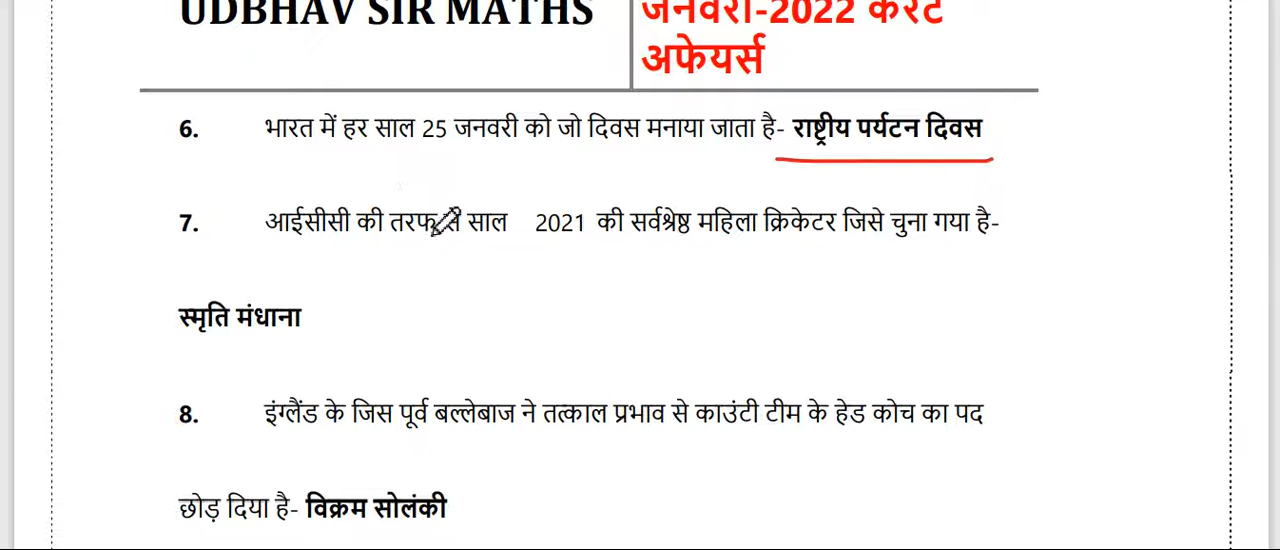 UDBHAV SIR MATHS
जनवरी-2022 करेंट
अफेयर्स
6. भारत में हर साल 25 जनवरी को जो दिवस मनाया जाता है- राष्ट्रीय पर्यटन दिवस
7. आईसीसी की तरफ से साल 2021 की सर्वश्रेष्ठ महिला क्रिकेटर जिसे चुना गया है-
स्मृति मंधाना
8. इंग्लैंड के जिस पूर्व बल्लेबाज ने तत्काल प्रभाव से काउंटी टीम के हेड कोच का पद
छोड़ दिया है- विक्रम सोलंकी